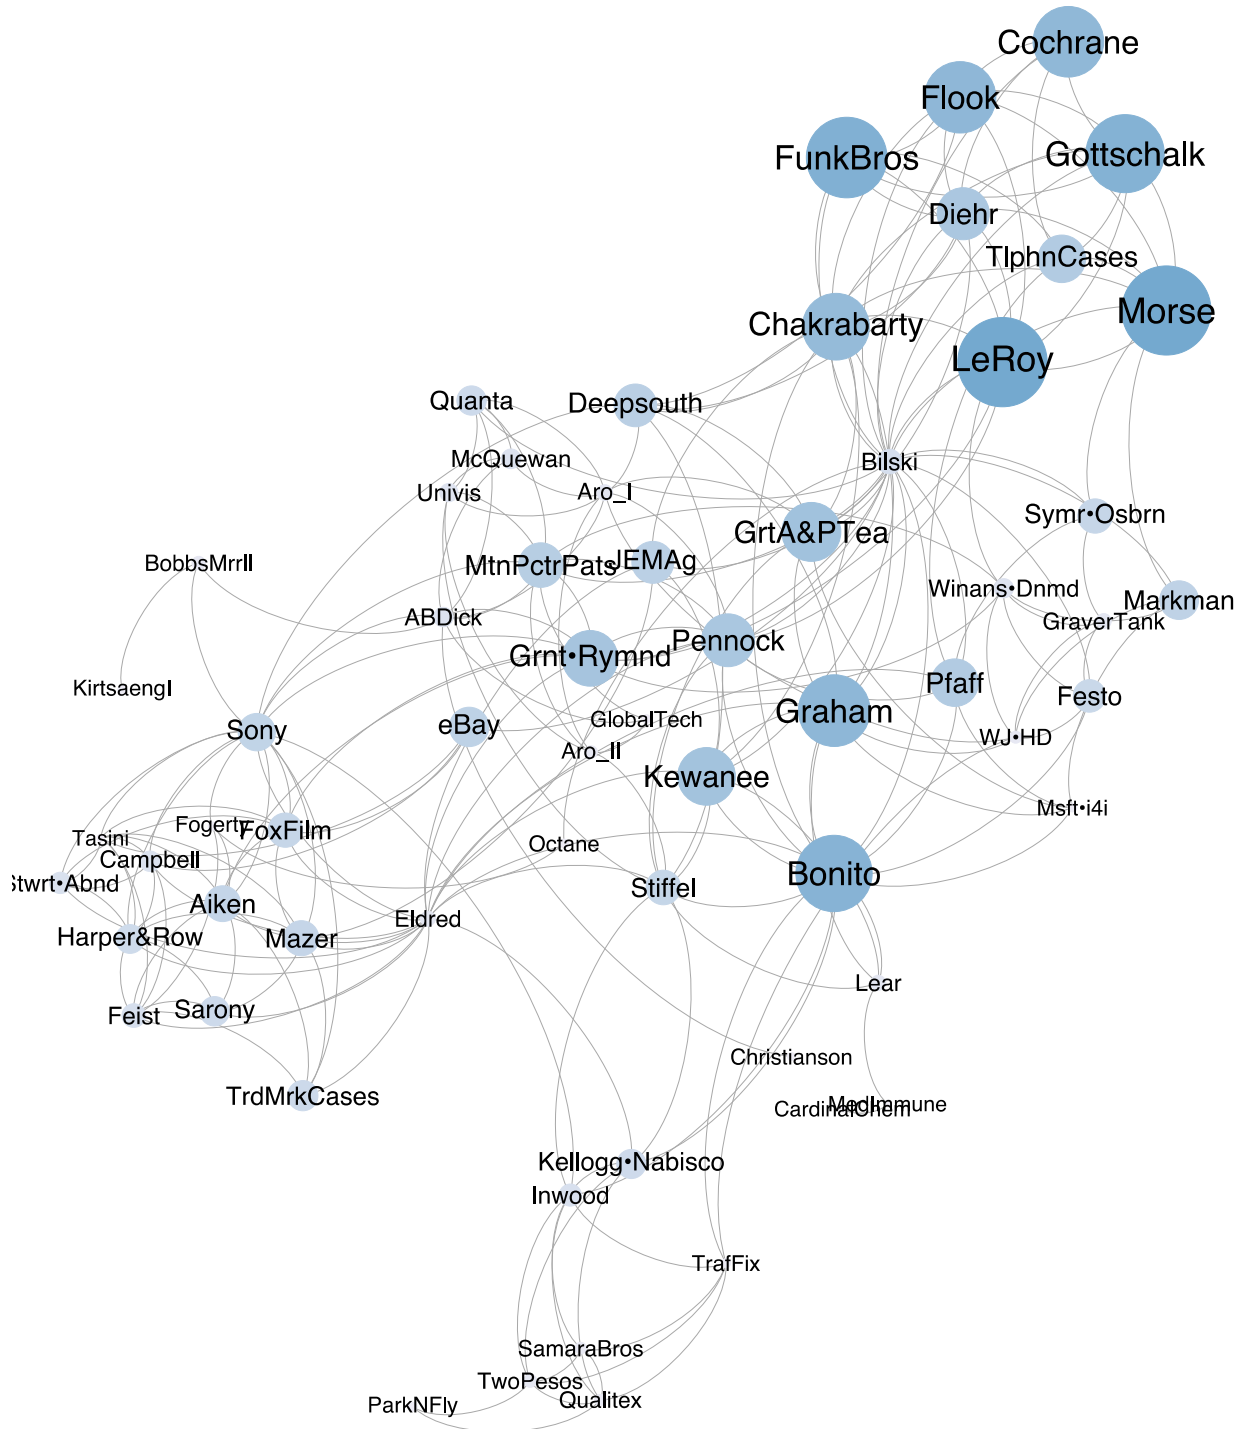 Cochrane
Flook
FunkBros
Gottschalk
Diehr
TlphnCases
Morse
Chakrabarty
LeRoy
Quanta
Deepsouth
McQuewan
Bilski
Univis
Aro_I
Symr•Osbrn
GrtA&PTea
BobbsMrrll
MtnPctrPats
JEMAg
Winans•Dnmd
Markman
ABDick
GraverTank
Pennock
Grnt•Rymnd
Kirtsaengl
Pfaff
Festo
Sony
eBay
GlobalTech
Graham
WJ•HD
Aro_II
Kewanee
Msft•i4i
Fogerty
FoxFilm
Tasini
Octane
Campbell
Stwrt•Abnd
Bonito
Stiffel
Aiken
Eldred
Harper&Row
Mazer
Lear
Feist
Sarony
Christianson
TrdMrkCases
MedImmune
CardinalChem
Kellogg•Nabisco
Inwood
TrafFix
SamaraBros
TwoPesos
Qualitex
ParkNFly